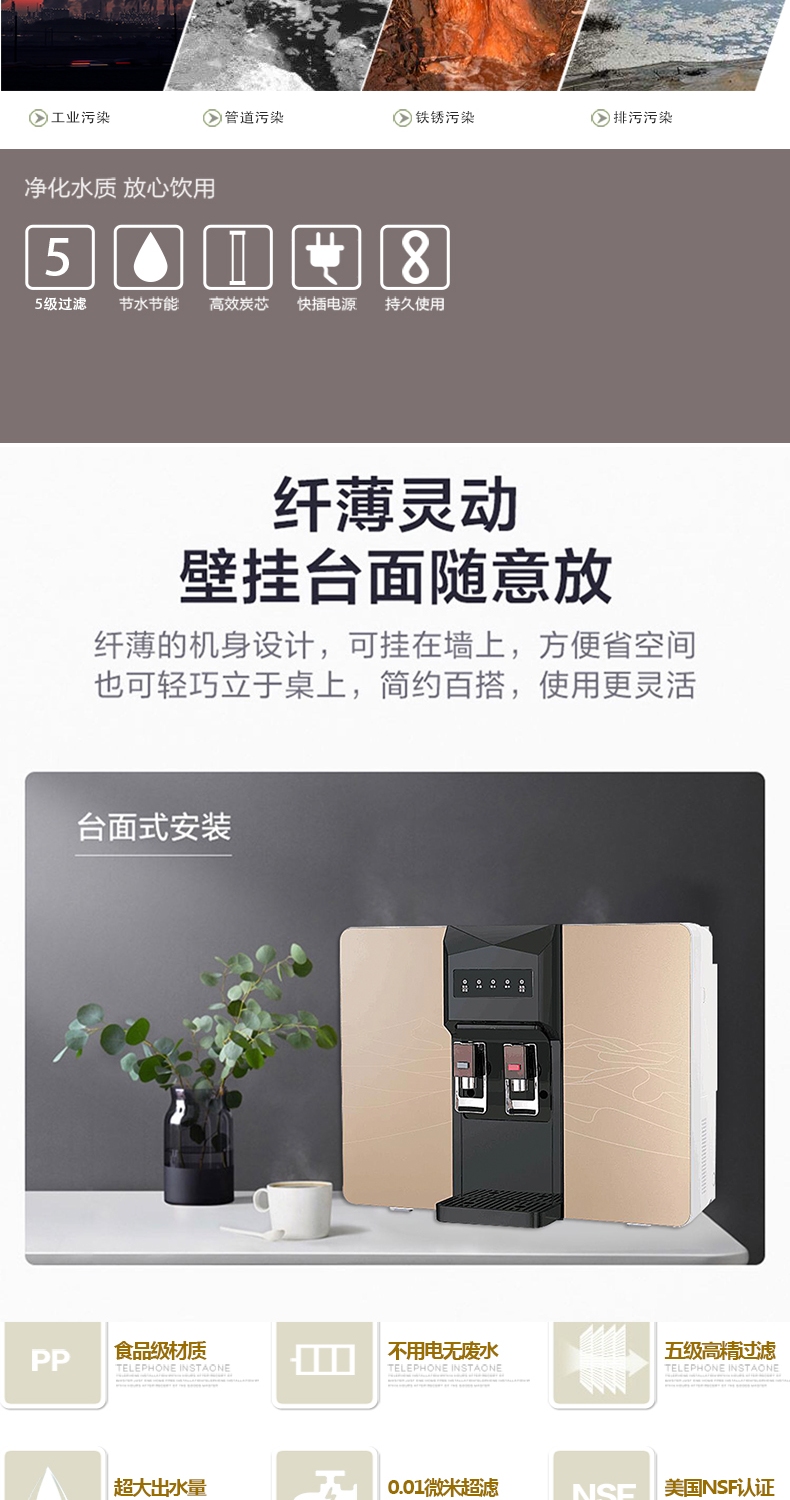 工业污染 管道污染 铁锈污染 排污污染
净化水质 放心饮用
5
5级过滤 节水节能 高效炭芯 快插电源 持久使用
纤薄灵动
壁挂台面随意放
纤薄的机身设计，可挂在墙上，方便省空间
也可轻巧立于桌上，简约百搭，使用更灵活
台面式安装
PP
食品级材质 不用电无废水 五级高精过滤
TELEPHONE INSTAONE TELEPHONE INSTAONE TELEPHONE INSTAONE
超大出水量 0.01微米超滤 美国NSF认证
NSF